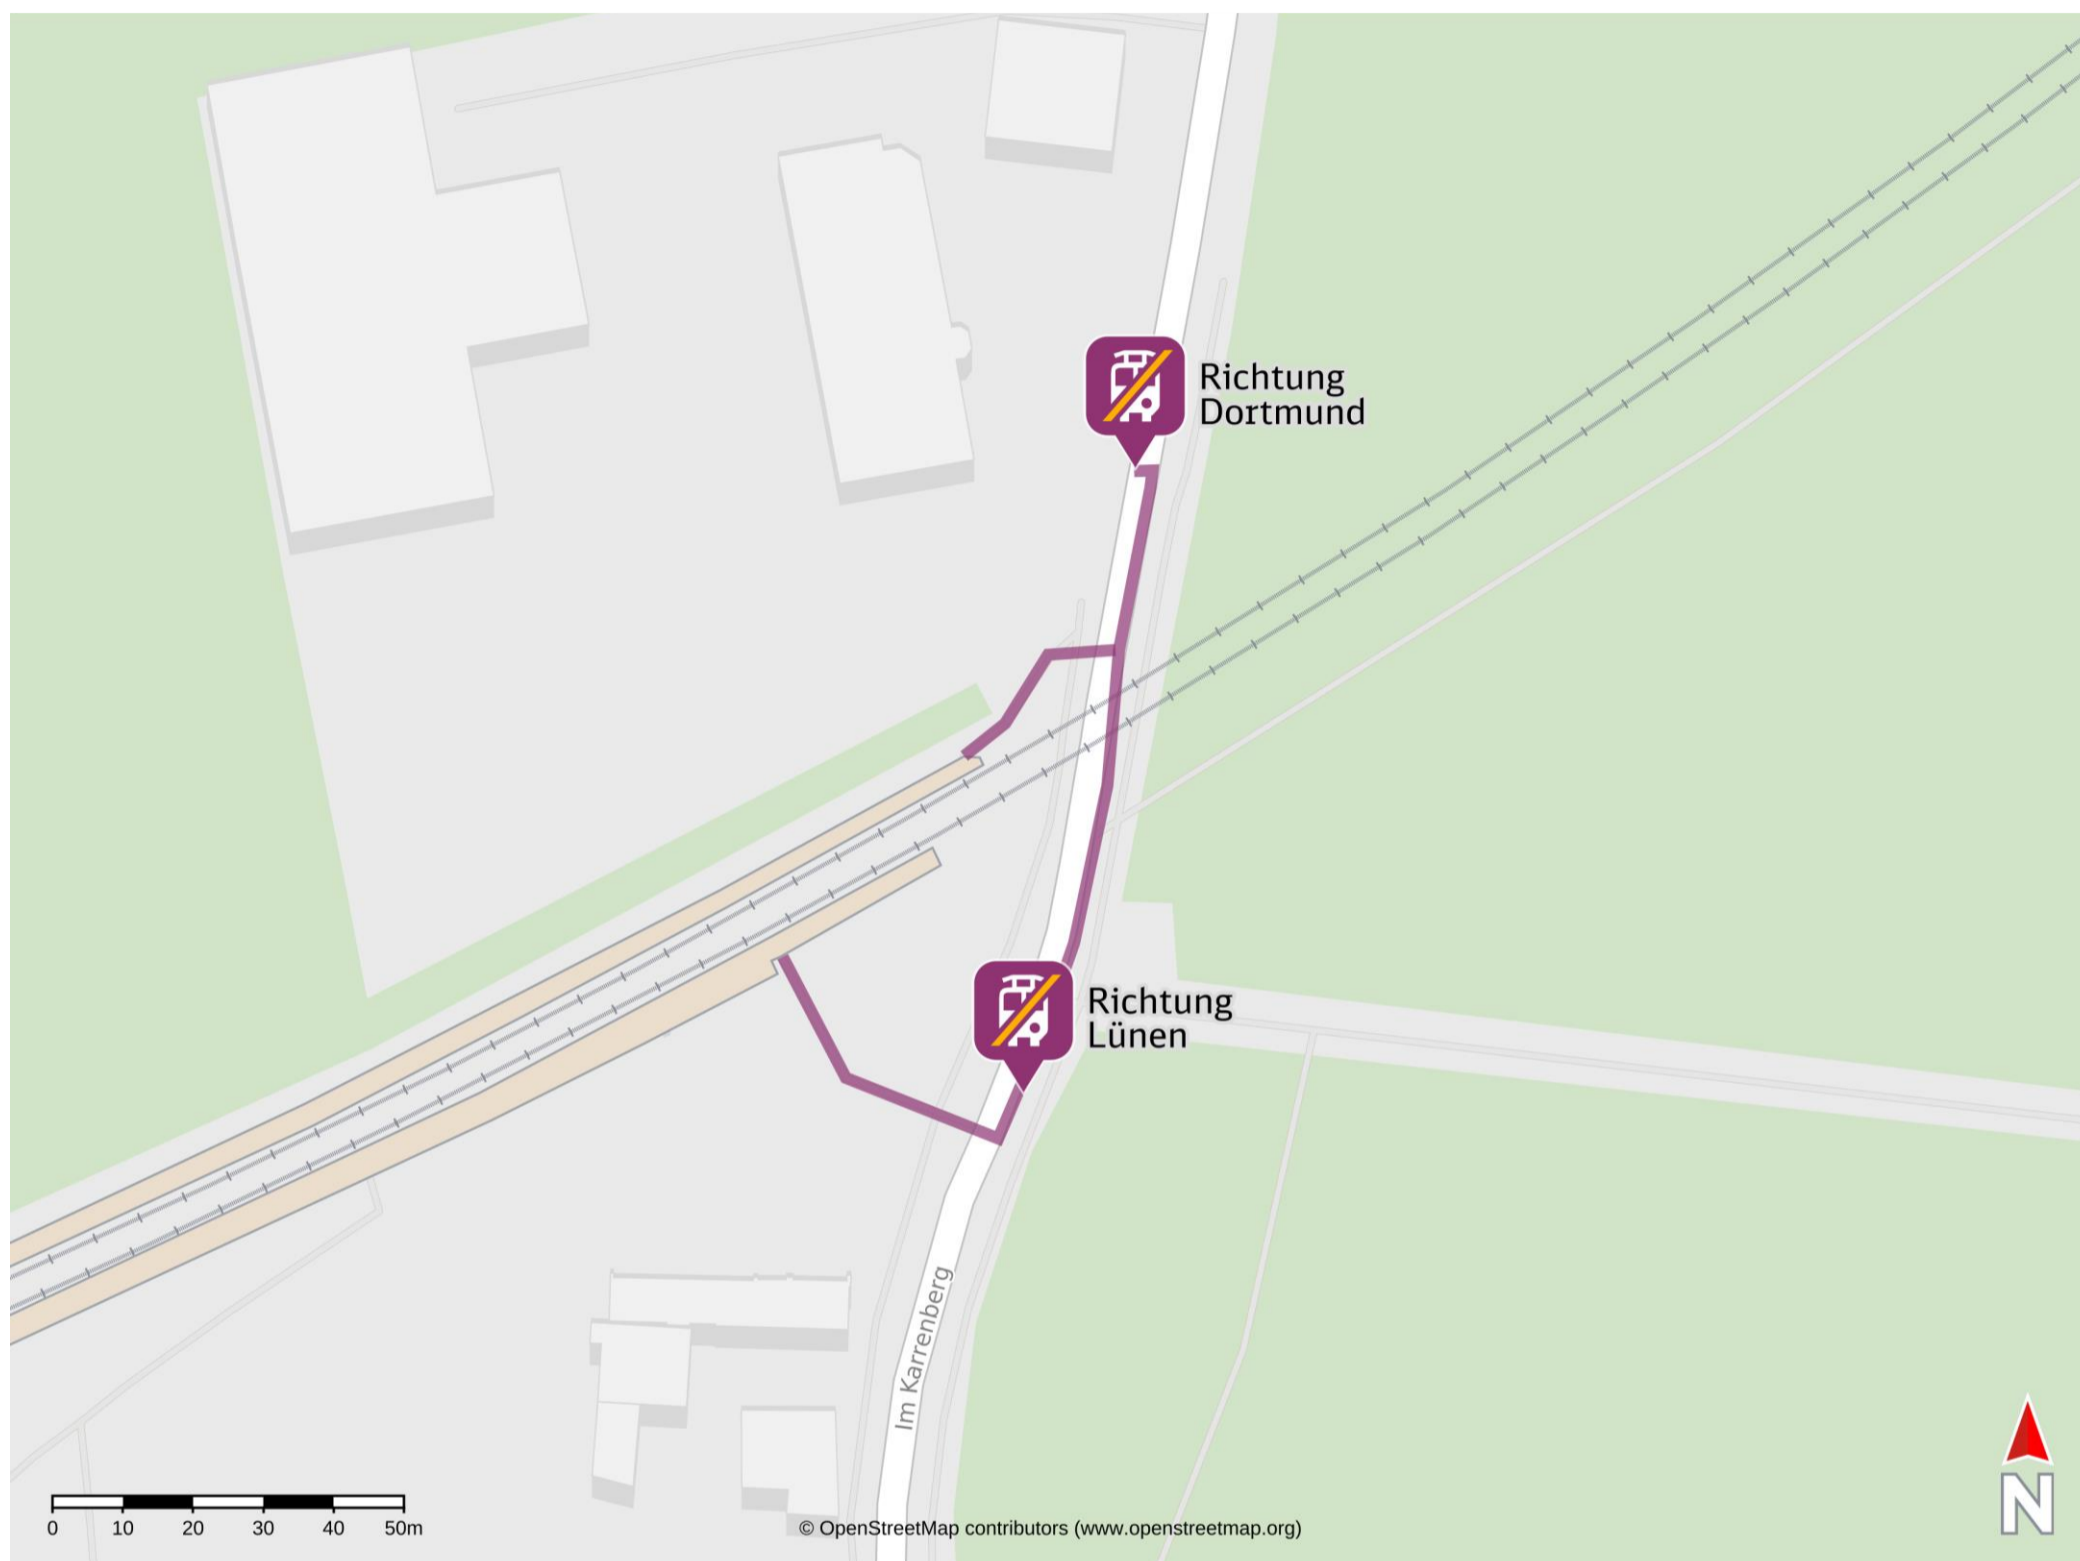 Richtung
Dortmund
Richtung
Lünen
Im Karrenberg
0 10 20 30 40 50m
© OpenStreetMap contributors (www.openstreetmap.org)
N